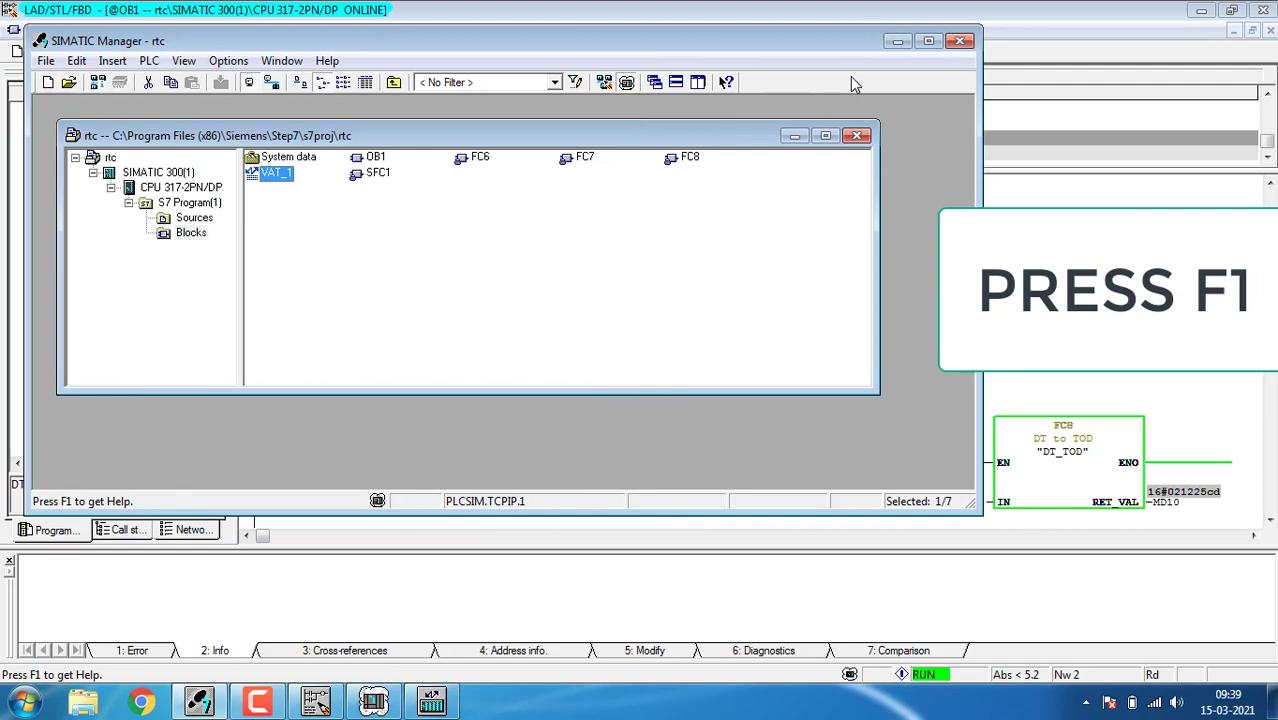 LAD/STL/FBD - [@OB1 -- rtc\SIMATIC 300(1)\CPU 317-2PN/DP ONLINE]
SIMATIC Manager - rtc
File Edit Insert PLC View Options Window Help
< No Filter >
rtc -- C:\Program Files (x86)\Siemens\Step7\s7proj\rtc
rtc
SIMATIC 300(1)
CPU 317-2PN/DP
S7 Program(1)
Sources
Blocks
System data OB1 FC6 FC7 FC8
VAT_1 SFC1
PRESS F1
FC8
DT to TOD
"DT_TOD"
EN ENO
IN RET_VAL
16#021225cd
MD10
DT
Press F1 to get Help. PLCSIM.TCPIP.1 Selected: 1/7
Program... Call st... Netwo...
1: Error 2: Info 3: Cross-references 4: Address info. 5: Modify 6: Diagnostics 7: Comparison
Press F1 to get Help. RUN Abs < 5.2 Nw 2 Rd
09:39
15-03-2021